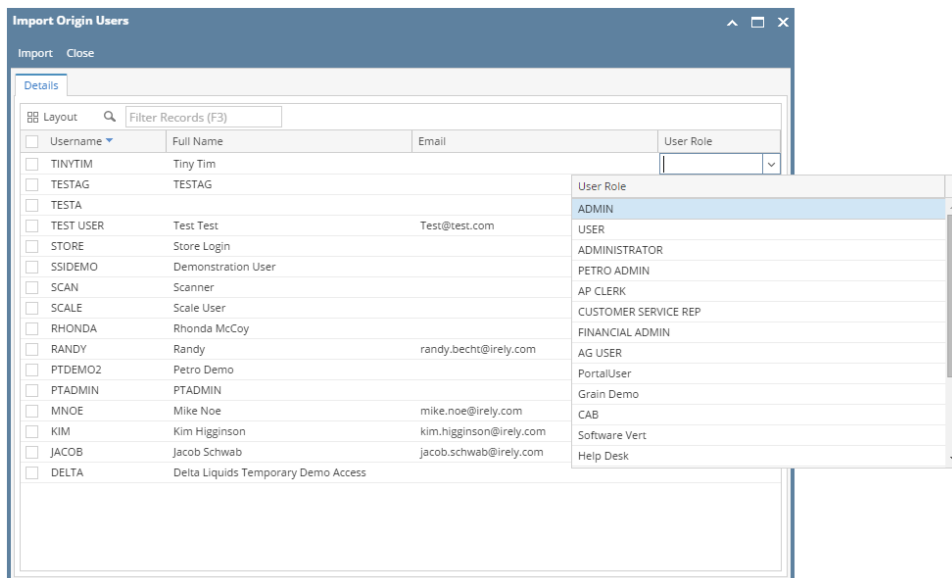 Import Origin Users
Import Close
Details
Layout Filter Records (F3)
Username Full Name Email User Role
TINYTIM Tiny Tim
TESTAG TESTAG
User Role
TESTA
ADMIN
TEST USER Test Test Test@test.com
USER
STORE Store Login
ADMINISTRATOR
SSIDEMO Demonstration User
PETRO ADMIN
SCAN Scanner
AP CLERK
SCALE Scale User
CUSTOMER SERVICE REP
RHONDA Rhonda McCoy
FINANCIAL ADMIN
RANDY Randy randy.becht@irely.com
AG USER
PTDEMO2 Petro Demo
PortalUser
PTADMIN PTADMIN
Grain Demo
MNOE Mike Noe mike.noe@irely.com
CAB
KIM Kim Higginson kim.higginson@irely.com
Software Vert
JACOB Jacob Schwab jacob.schwab@irely.com
Help Desk
DELTA Delta Liquids Temporary Demo Access